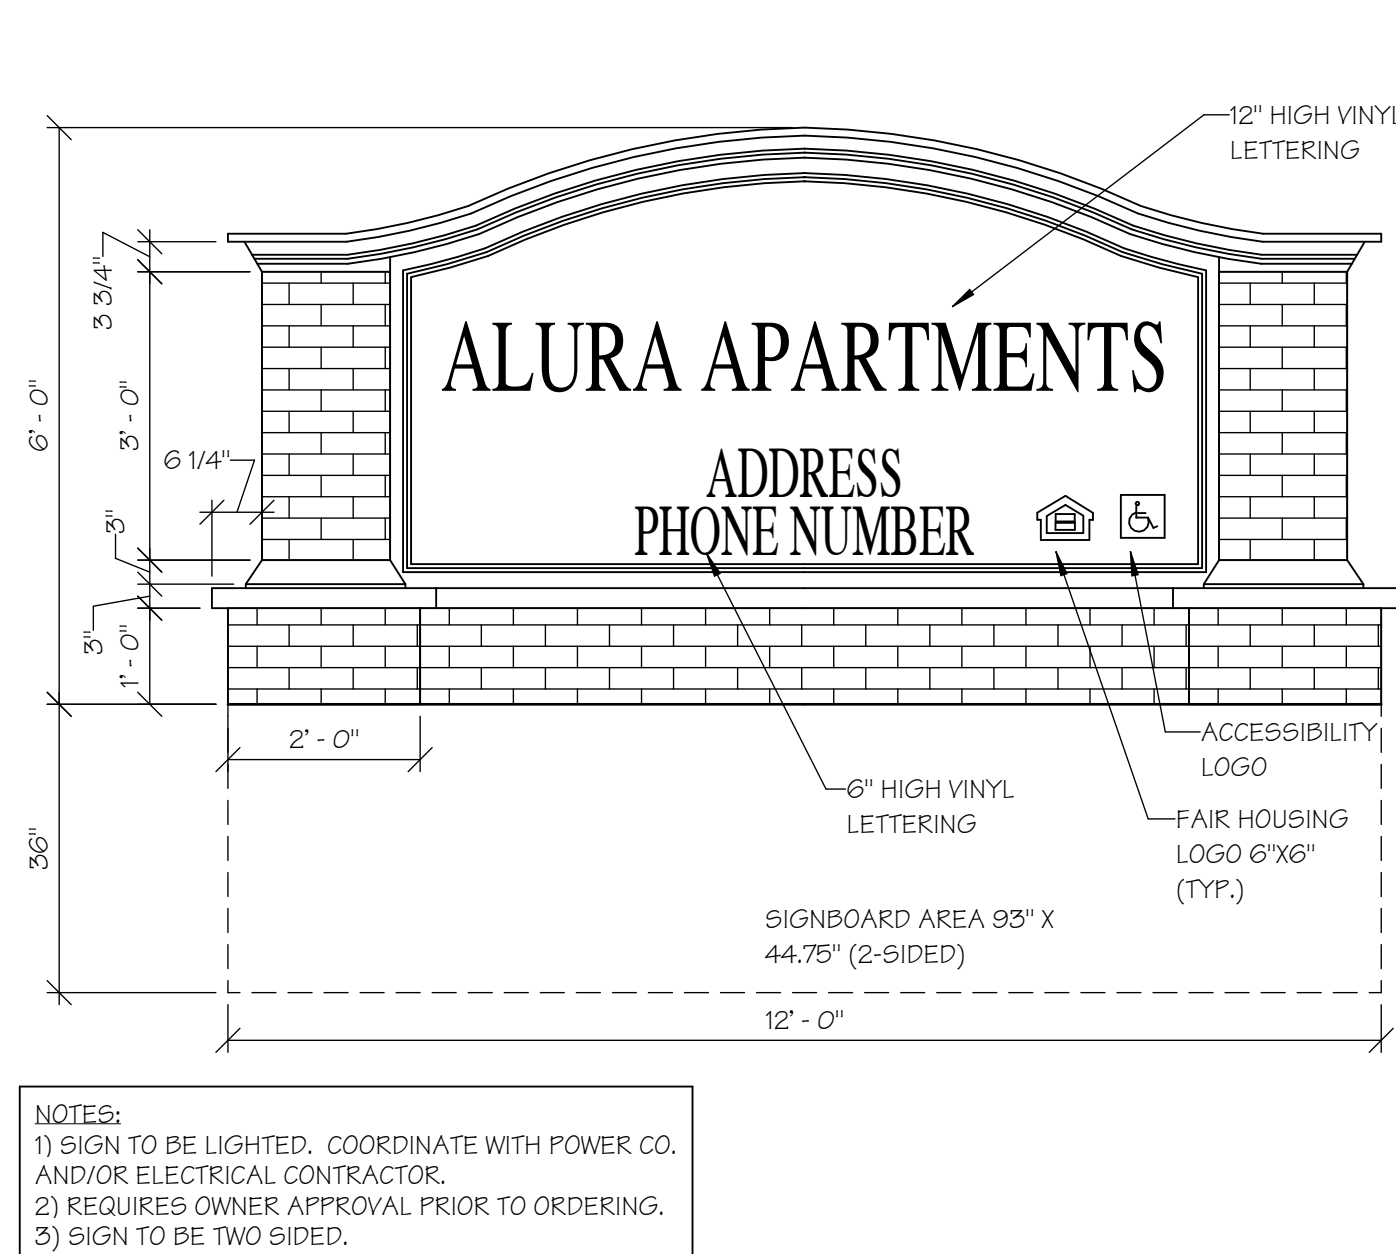 12" HIGH VINYL
LETTERING
3 3/4"
6' - 0"
3' - 0"
6 1/4"
3"
3"
1' - 0"
ALURA APARTMENTS
ADDRESS
PHONE NUMBER
2' - 0"
36"
6" HIGH VINYL
LETTERING
ACCESSIBILITY
LOGO
FAIR HOUSING
LOGO 6"X6"
(TYP.)
SIGNBOARD AREA 93" X
44.75" (2-SIDED)
12' - 0"
NOTES:
1) SIGN TO BE LIGHTED. COORDINATE WITH POWER CO.
AND/OR ELECTRICAL CONTRACTOR.
2) REQUIRES OWNER APPROVAL PRIOR TO ORDERING.
3) SIGN TO BE TWO SIDED.